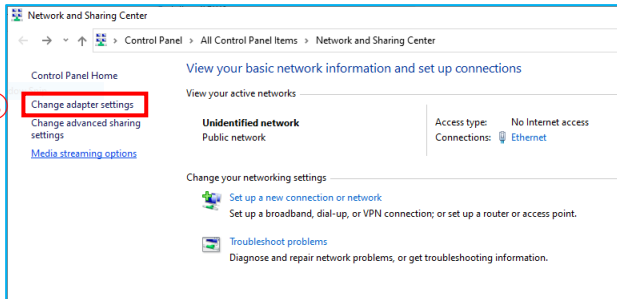 Network and Sharing Center
Control Panel > All Control Panel Items > Network and Sharing Center
Control Panel Home
View your basic network information and set up connections
View your active networks
Change adapter settings
Change advanced sharing
settings
Unidentified network
Access type: No Internet access
Public network
Connections: Ethernet
Media streaming options
Change your networking settings
Set up a new connection or network
Set up a broadband, dial-up, or VPN connection; or set up a router or access point.
Troubleshoot problems
Diagnose and repair network problems, or get troubleshooting information.